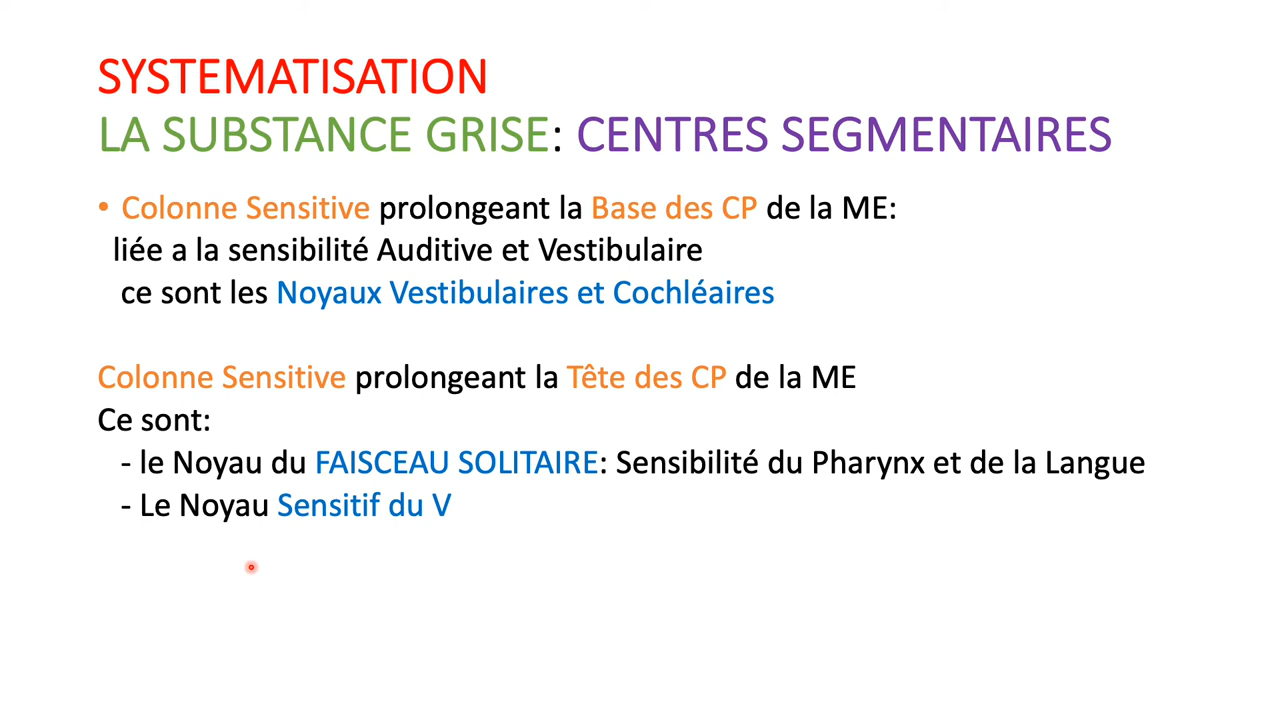 SYSTEMATISATION
LA SUBSTANCE GRISE: CENTRES SEGMENTAIRES
• Colonne Sensitive prolongeant la Base des CP de la ME:
liée a la sensibilité Auditive et Vestibulaire
ce sont les Noyaux Vestibulaires et Cochléaires
Colonne Sensitive prolongeant la Tête des CP de la ME
Ce sont:
- le Noyau du FAISCEAU SOLITAIRE: Sensibilité du Pharynx et de la Langue
- Le Noyau Sensitif du V